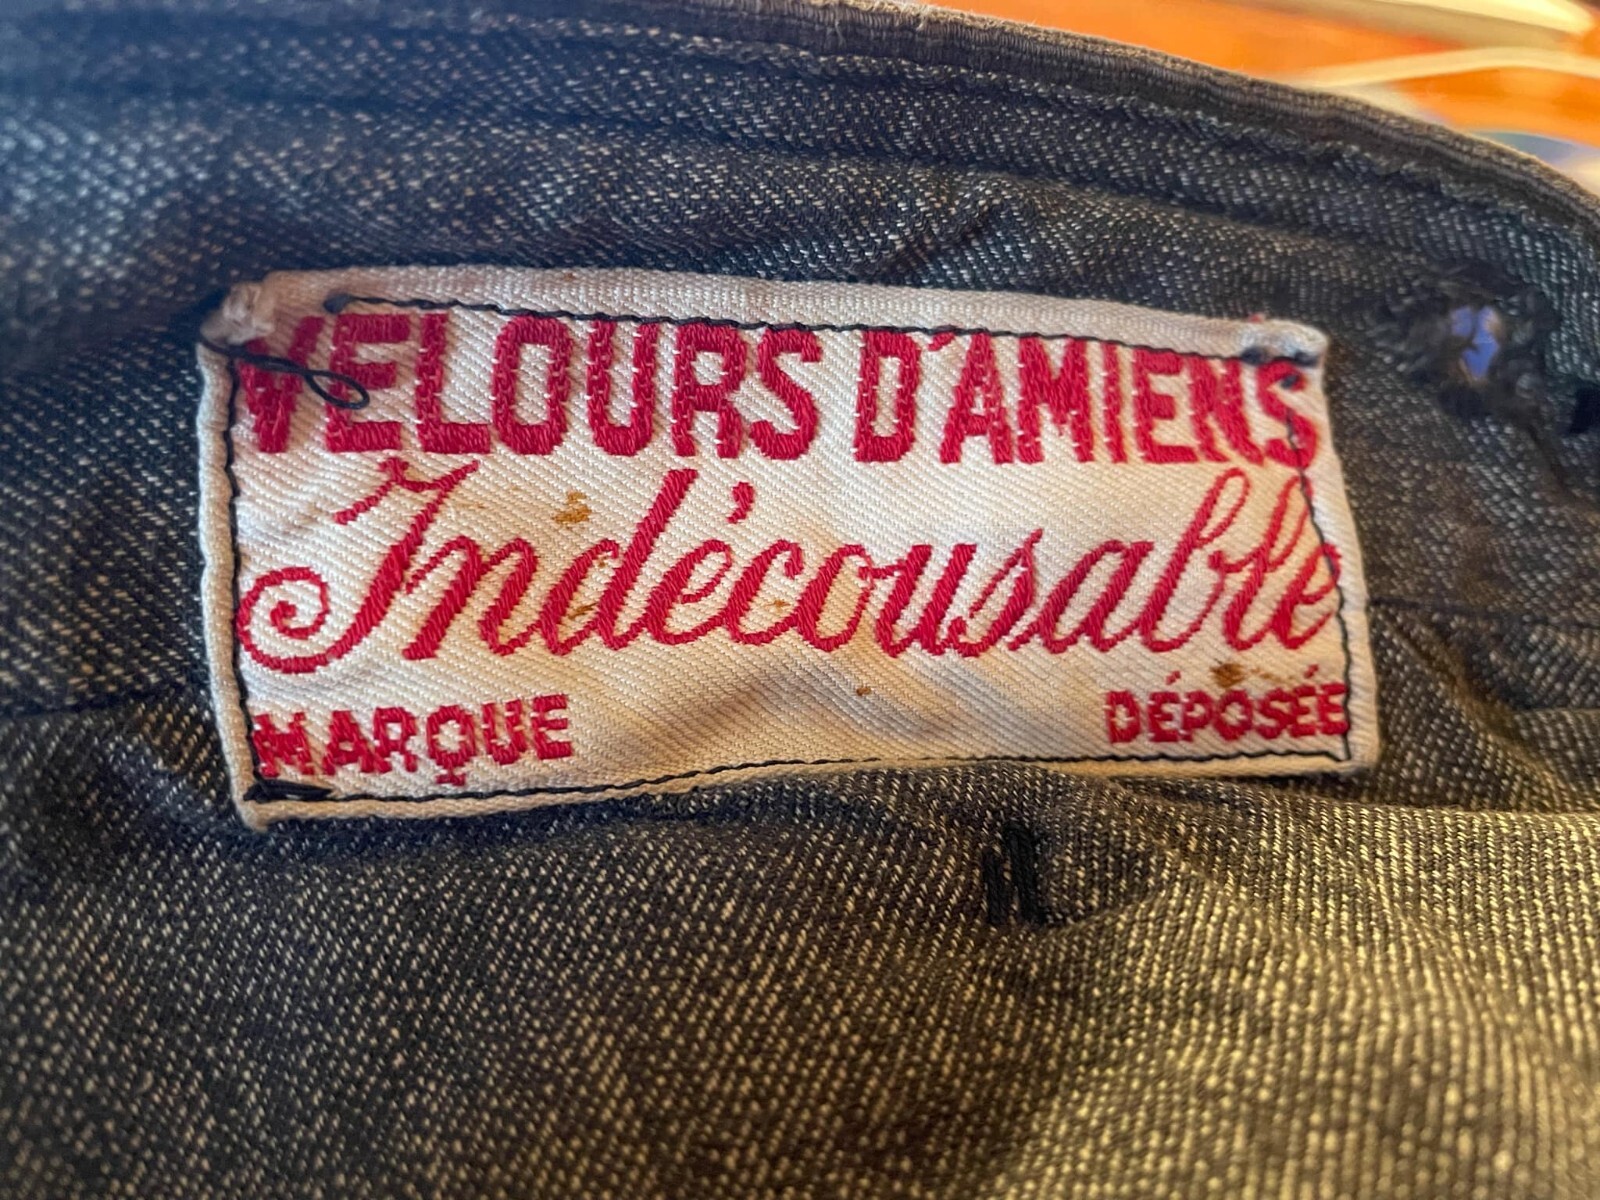 VELOURS D'AMIENS
Indécousable
MARQUE DÉPOSÉE